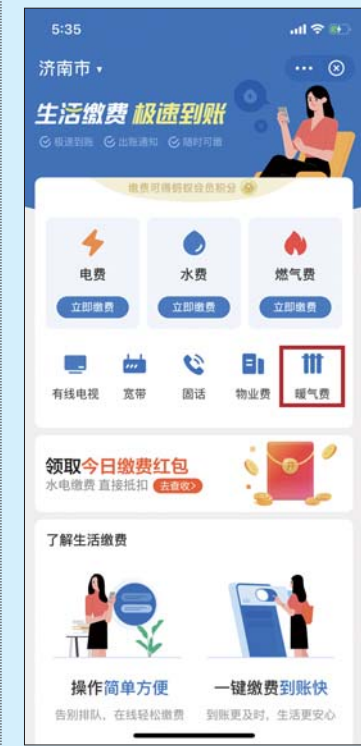 5:35
济南市
生活缴费 极速到账
极速到账 出账通知 随时可缴
缴费可得蚂蚁会员积分
电费 水费 燃气费
立即缴费 立即缴费 立即缴费
有线电视 宽带 固话 物业费 暖气费
领取今日缴费红包
水电缴费 直接抵扣 去查收>
开
了解生活缴费
操作简单方便 一键缴费到账快
告别排队，在线轻松缴费 到账更及时，生活更安心